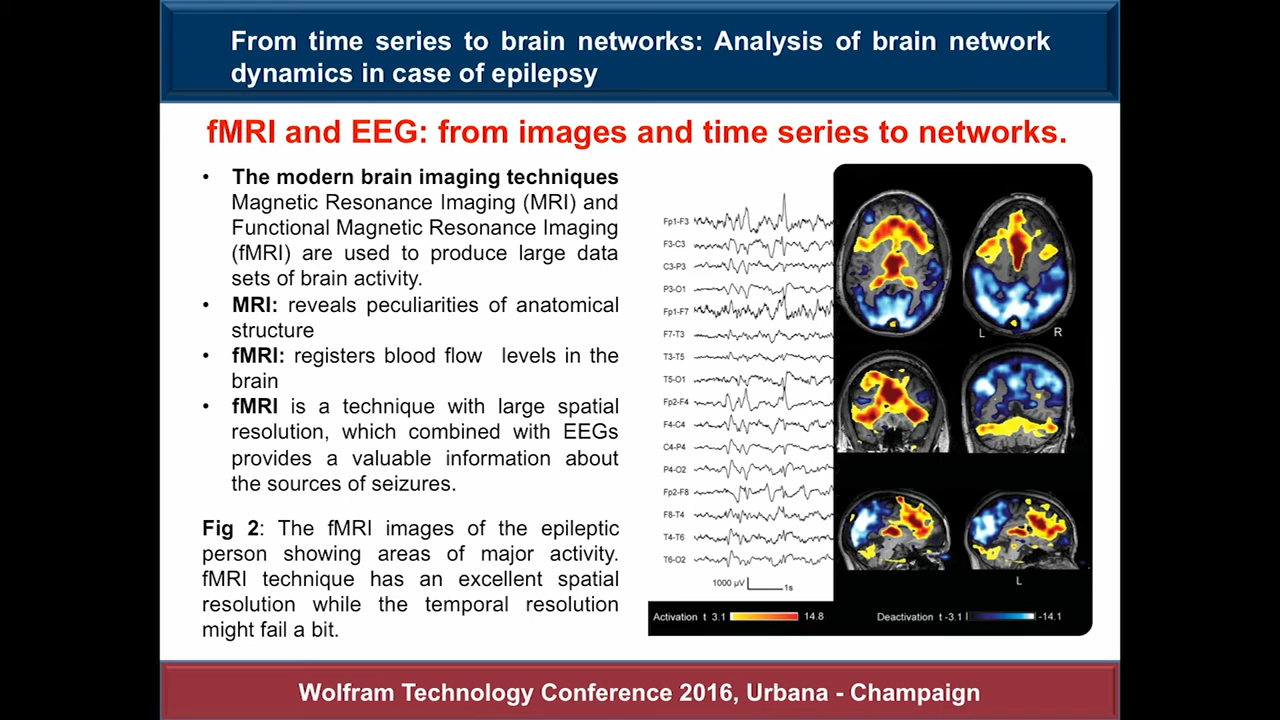 From time series to brain networks: Analysis of brain network
dynamics in case of epilepsy
fMRI and EEG: from images and time series to networks.
• The modern brain imaging techniques
Magnetic Resonance Imaging (MRI) and
Functional Magnetic Resonance Imaging
(fMRI) are used to produce large data
sets of brain activity.
• MRI: reveals peculiarities of anatomical
structure
• fMRI: registers blood flow levels in the
brain
• fMRI is a technique with large spatial
resolution, which combined with EEGs
provides a valuable information about
the sources of seizures.
Fig 2: The fMRI images of the epileptic
person showing areas of major activity.
fMRI technique has an excellent spatial
resolution while the temporal resolution
might fail a bit.
Fp1-F3
F3-C3
C3-P3
P3-O1
Fp1-F7
F7-T3
T3-T5
T5-O1
Fp2-F4
F4-C4
C4-P4
P4-O2
Fp2-F8
F8-T4
T4-T6
T6-O2
1000 µV 1s
L R
L
Activation t 3.1 14.8
Deactivation t -3.1 -14.1
Wolfram Technology Conference 2016, Urbana - Champaign